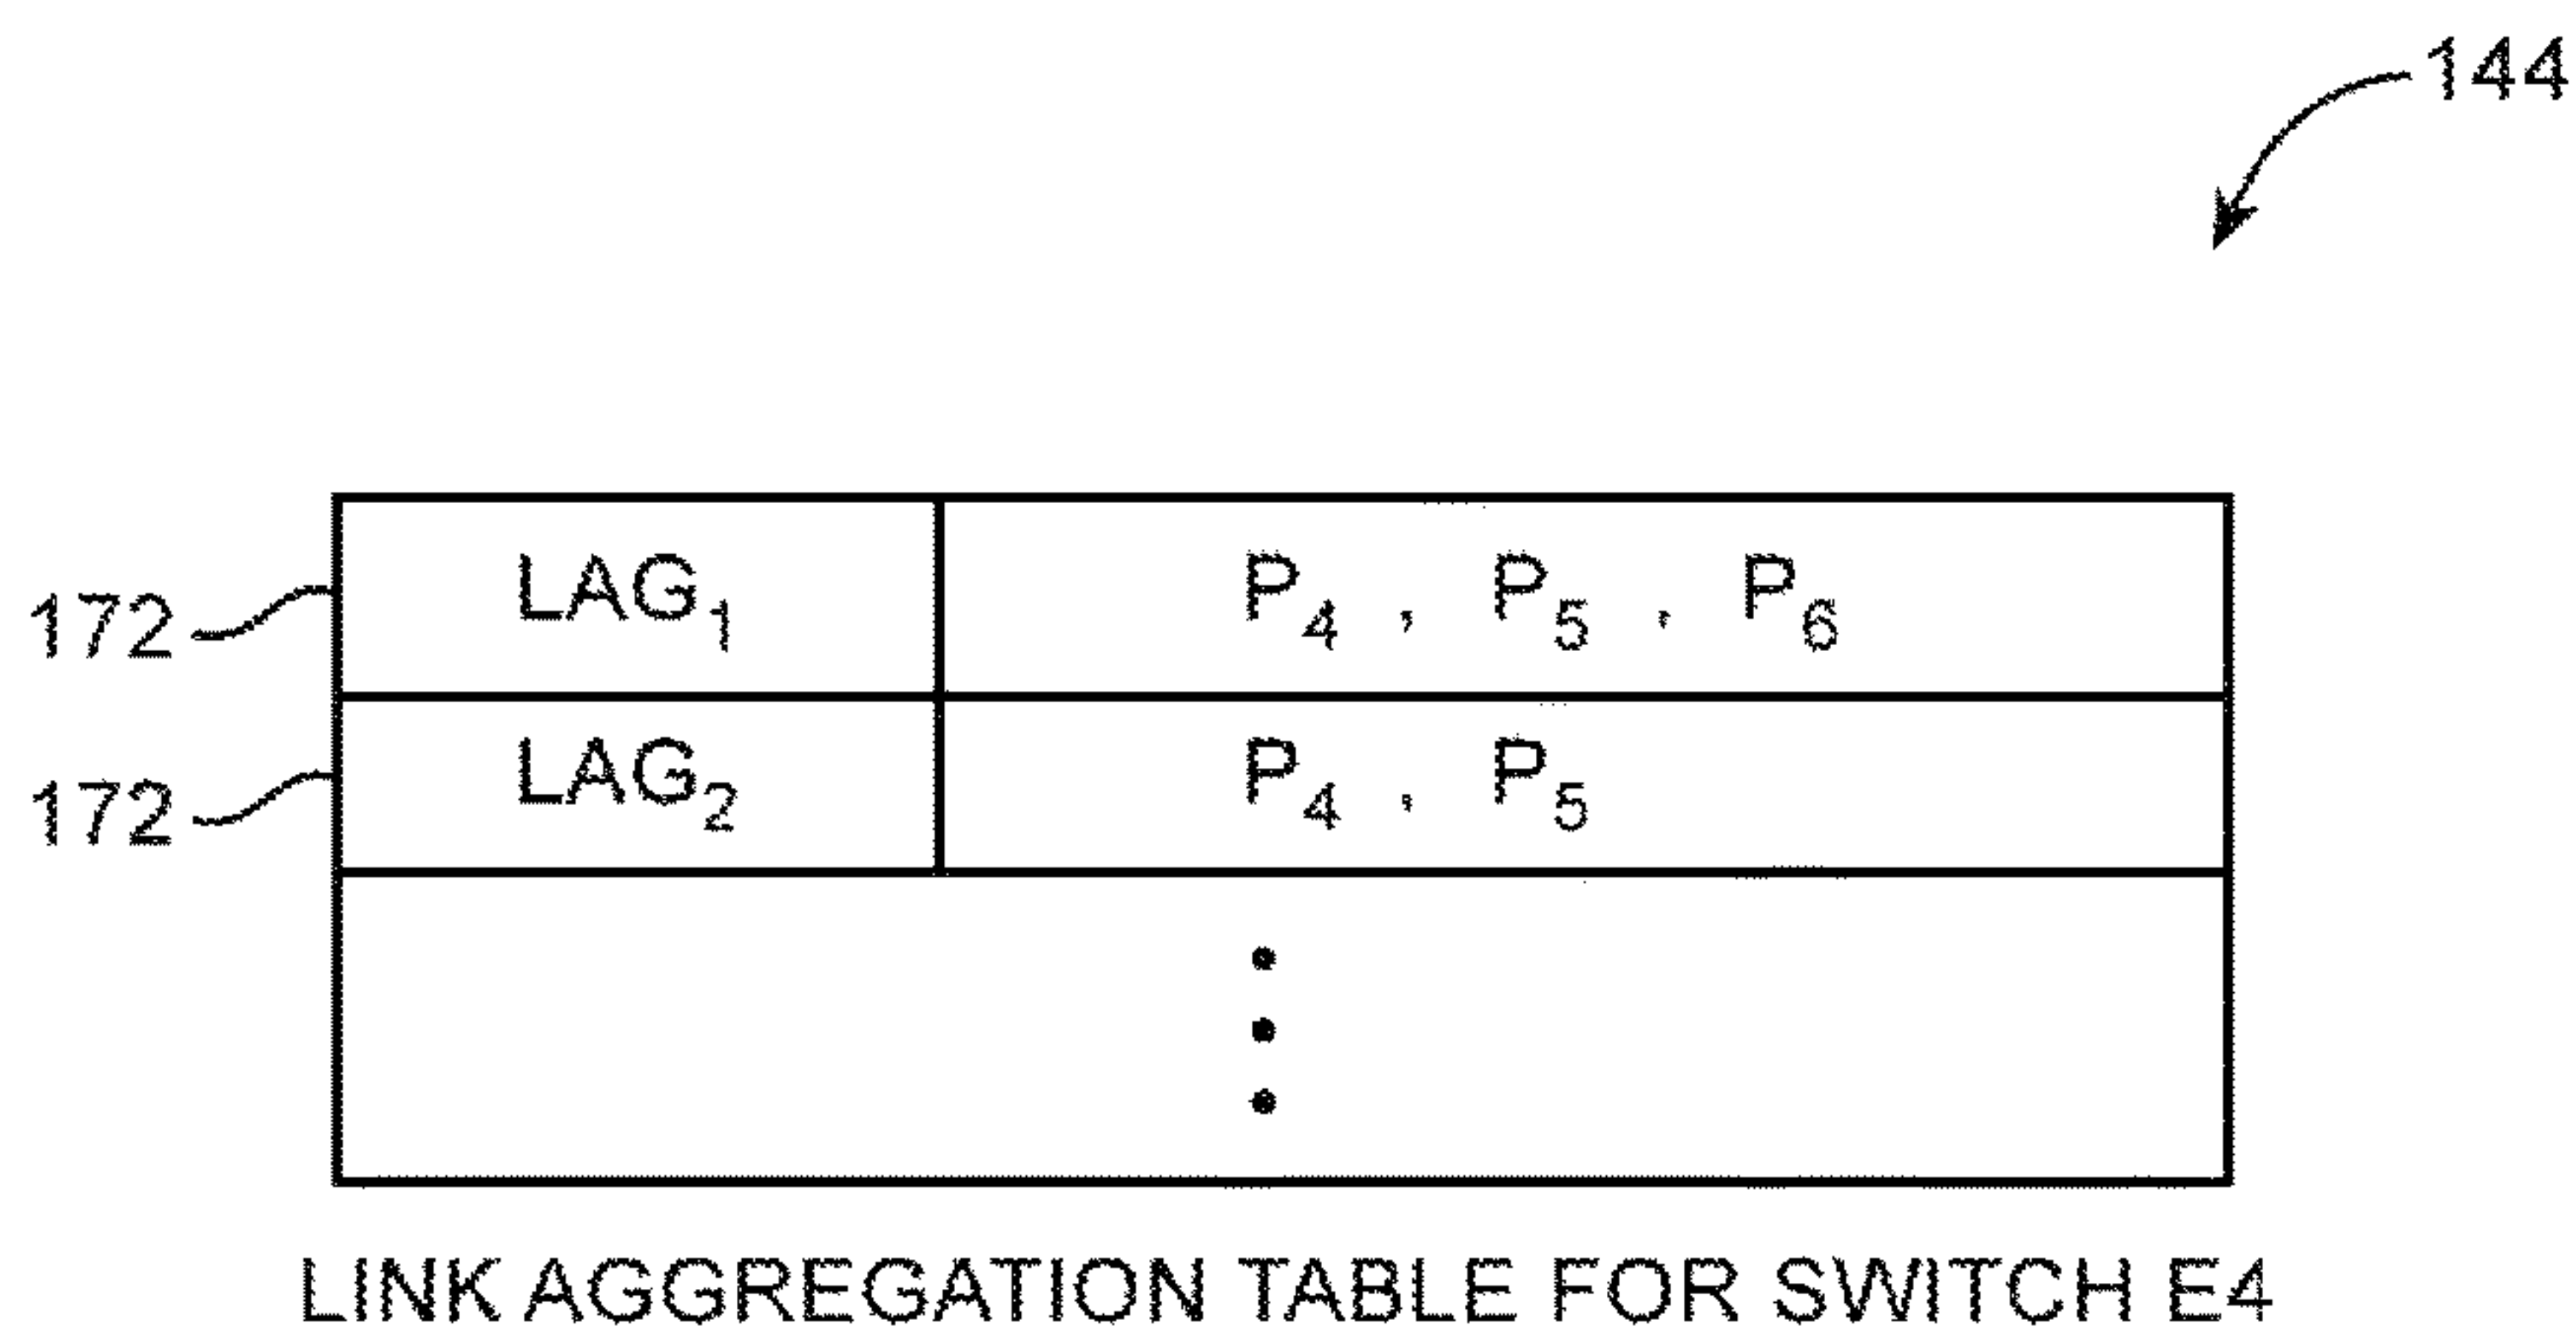 144
172 LAG₁ P₄ , P₅ , P₆
172 LAG₂ P₄ , P₅
LINK AGGREGATION TABLE FOR SWITCH E4